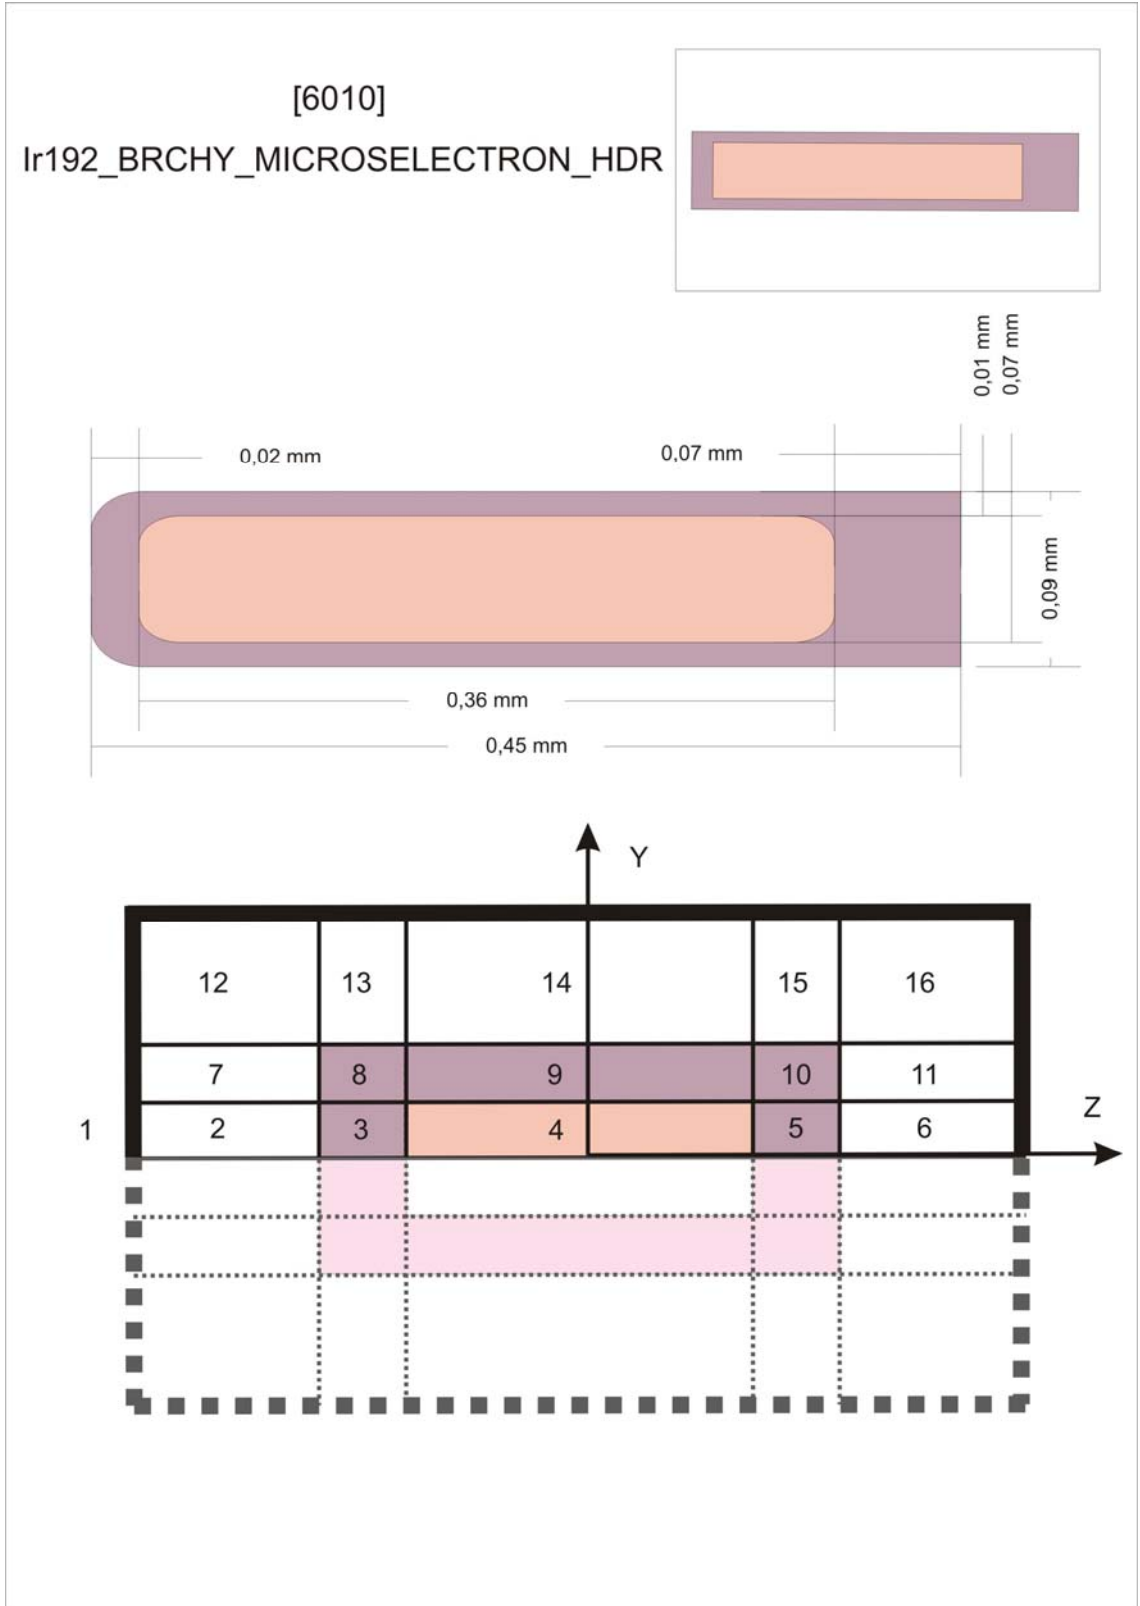 [6010]
Ir192_BRCHY_MICROSELECTRON_HDR
0,01 mm
0,07 mm
0,02 mm
0,07 mm
0,09 mm
0,36 mm
0,45 mm
Y
12 13 14 15 16
7 8 9 10 11
Z
1 2 3 4 5 6